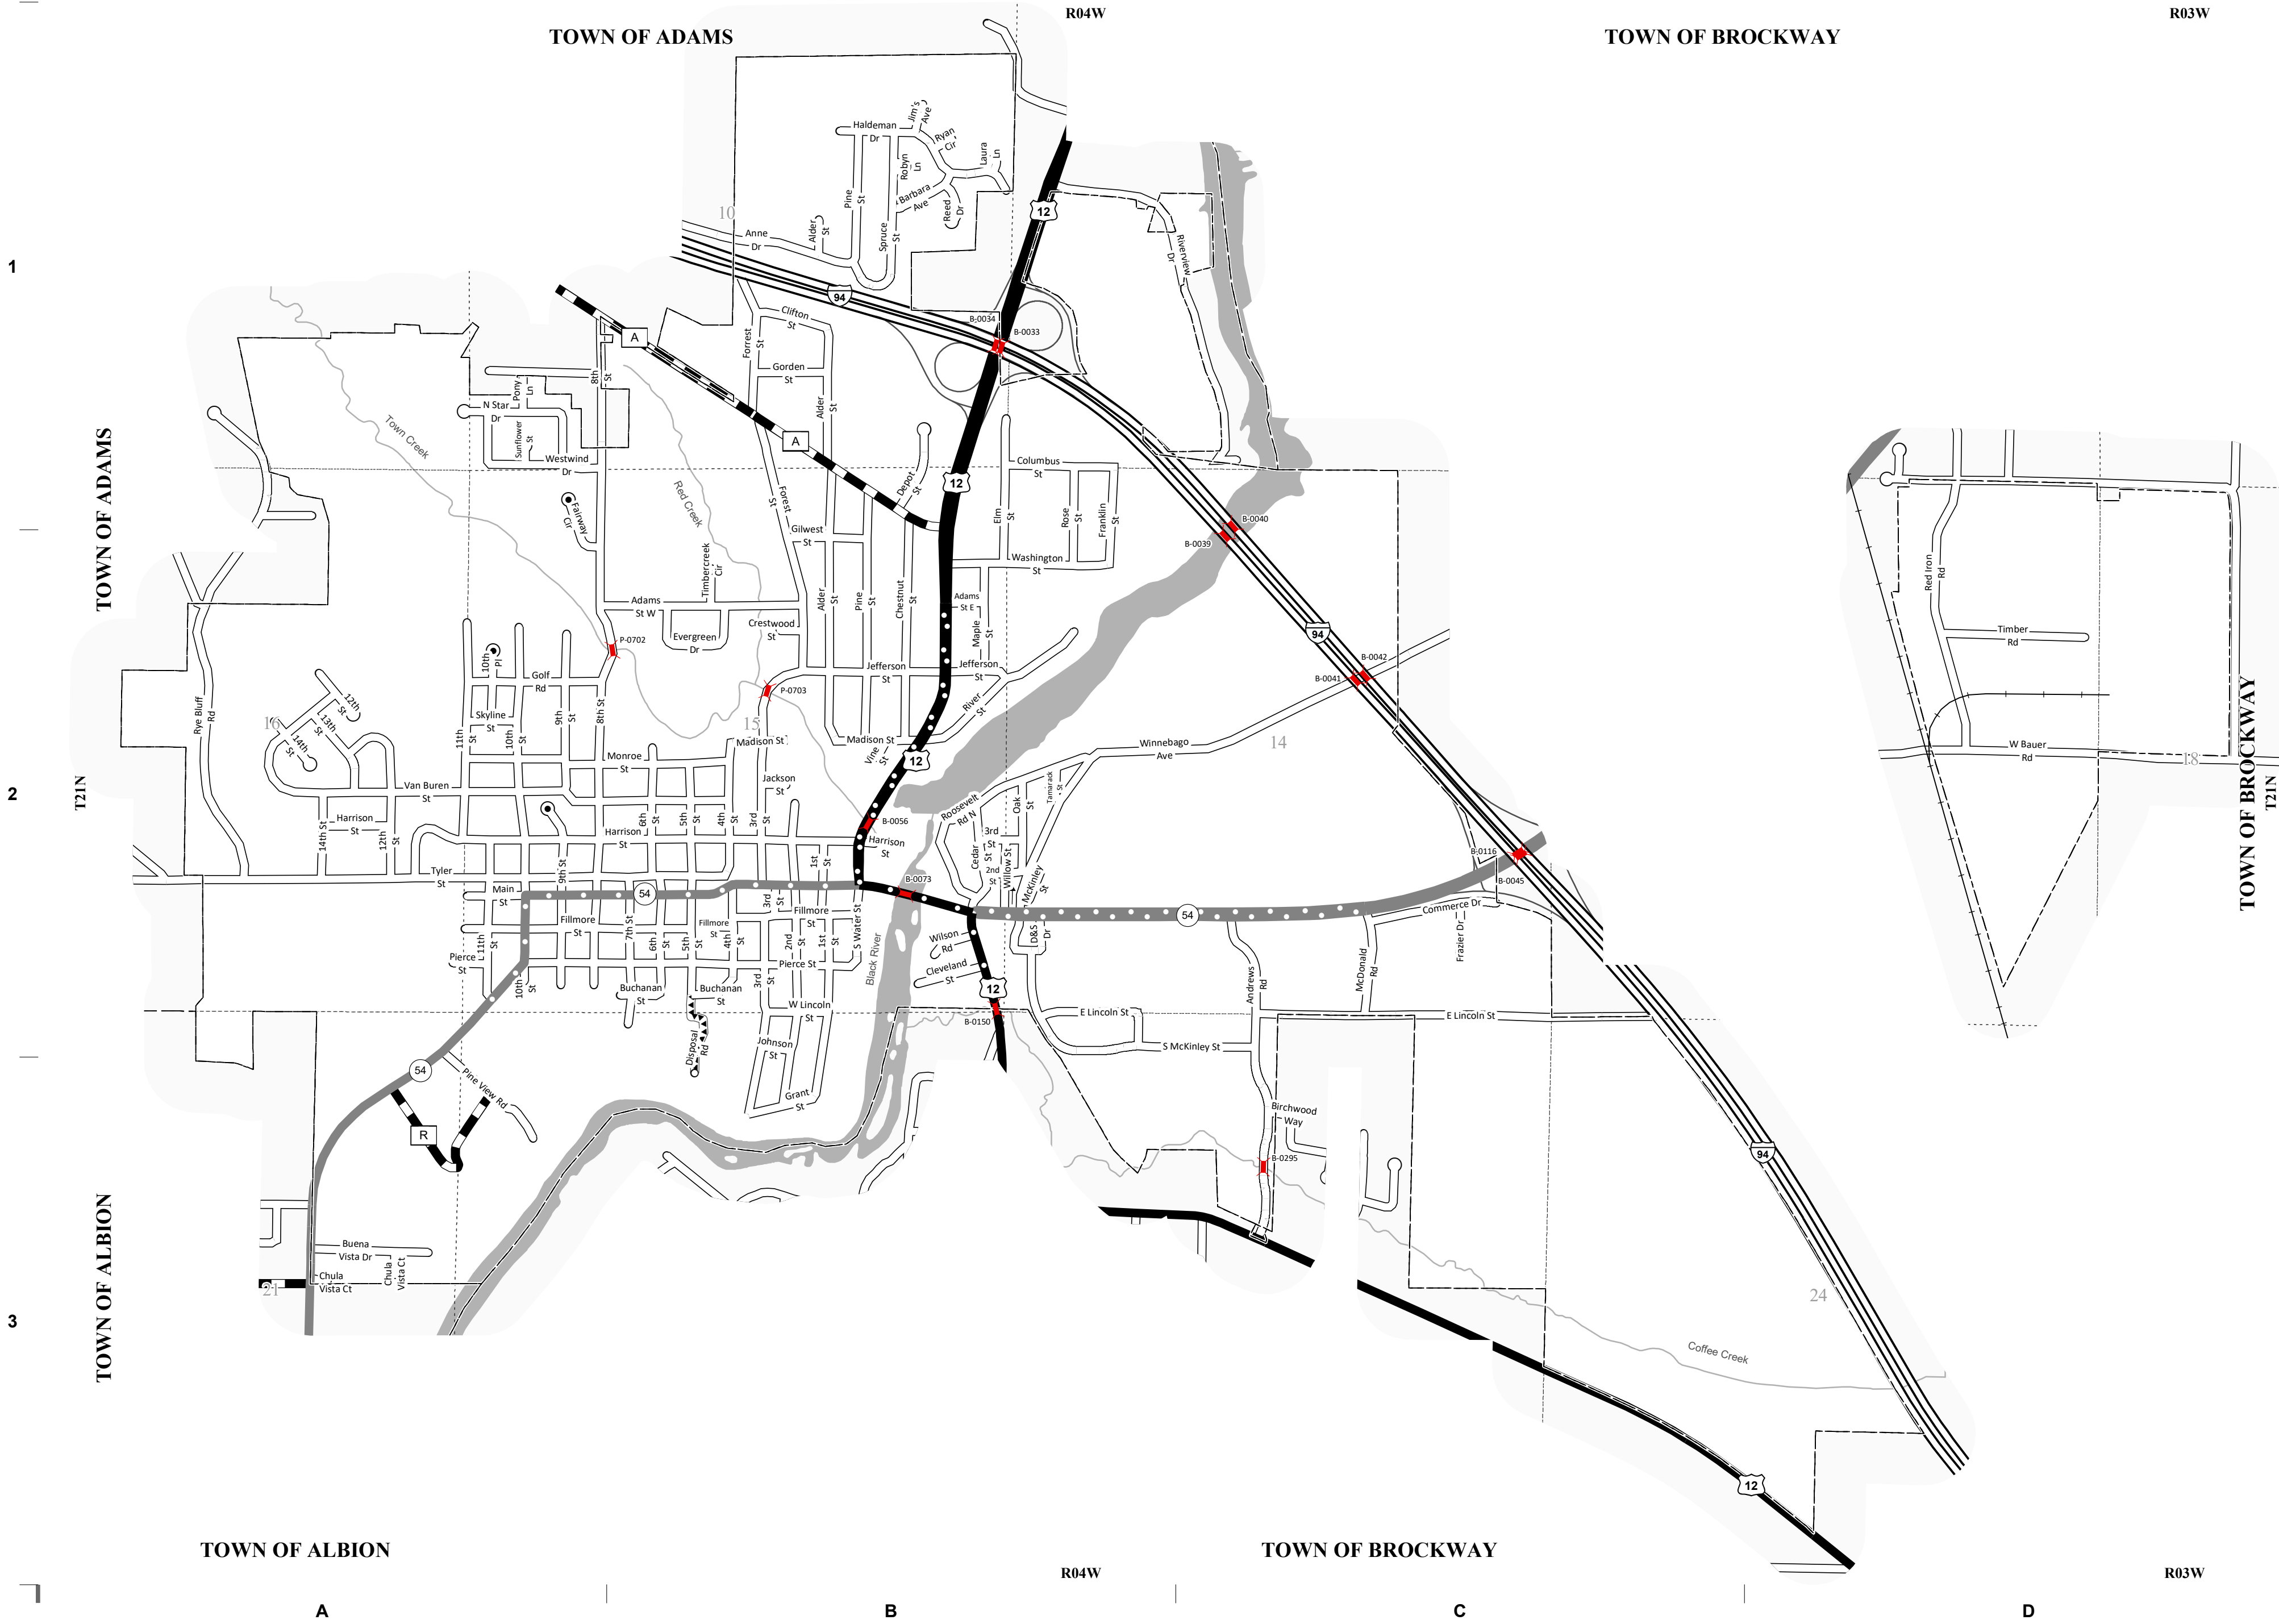 R04W
R03W
TOWN OF ADAMS
TOWN OF BROCKWAY
Jim's
Ave
Haldeman
Dr
Ryan
Cir
Robyn
Ln
Laura
Ln
Pine
St
Barbara
Ave
Reed
Dr
Spruce
St
Alder
St
10
Anne
Dr
12
Riverview
Dr
1
94
A
Clifton
St
Forrest
St
B-0034
B-0033
Gorden
St
8th
St
Pony
Ln
N Star
Dr
Sunflower
St
Westwind
Dr
Town Creek
Alder
St
A
TOWN OF ADAMS
Depot
St
12
Columbus
St
Elm
St
Rose
St
Franklin
St
Fairway
Cir
Red Creek
Forest
St
Gilwest
St
B-0040
B-0039
Washington
St
Timbercreek
Cir
Red Iron
Rd
Adams
St W
Alder
St
Pine
St
Chestnut
St
Adams
St E
Maple
St
Crestwood
St
Evergreen
Dr
P-0702
94
Timber
Rd
10th
Pl
Golf
Rd
Jefferson
St
Jefferson
St
B-0042
B-0041
P-0703
River
St
Rye Bluff
Rd
16
12th
St
13th
St
14th
St
Skyline
St
11th
St
10th
St
9th
St
8th St
15
Madison St
Madison St
Vine
St
12
Winnebago
Ave
14
W Bauer
Rd
18
TOWN OF BROCKWAY
Monroe
St
Van Buren
St
Jackson
St
2
T21N
T21N
Roosevelt
Rd N
Oak
St
Tamarack
St
Harrison
St
14th St
12th
St
Harrison
St
6th
St
5th
St
4th
St
3rd
St
B-0056
Harrison
St
3rd
St
Cedar
St
2nd
St
Willow St
McKinley
St
B-0116
B-0045
Tyler
St
Main
St
9th St
1st
St
B-0073
54
54
Commerce Dr
3rd
St
Fillmore
St
Fillmore
St
Fillmore
St
11th
St
7th St
6th
St
5th
St
4th
St
2nd
St
1st
St
S Water St
Black River
Wilson
Rd
Cleveland
St
D&S
Dr
Frazier Dr
Pierce
St
Pierce St
10th
St
Buchanan
St
Buchanan
St
3rd
St
12
Andrews
Rd
McDonald
Rd
W Lincoln
St
E Lincoln St
E Lincoln St
B-0150
Disposal
Rd
Johnson
St
S McKinley St
54
Pine View Rd
Grant
St
R
Birchwood
Way
B-0295
94
TOWN OF ALBION
Buena
Vista Dr
Chula
Vista Ct
Chula
Vista Ct
21
24
3
Coffee Creek
12
TOWN OF ALBION
TOWN OF BROCKWAY
R04W
R03W
A
B
C
D